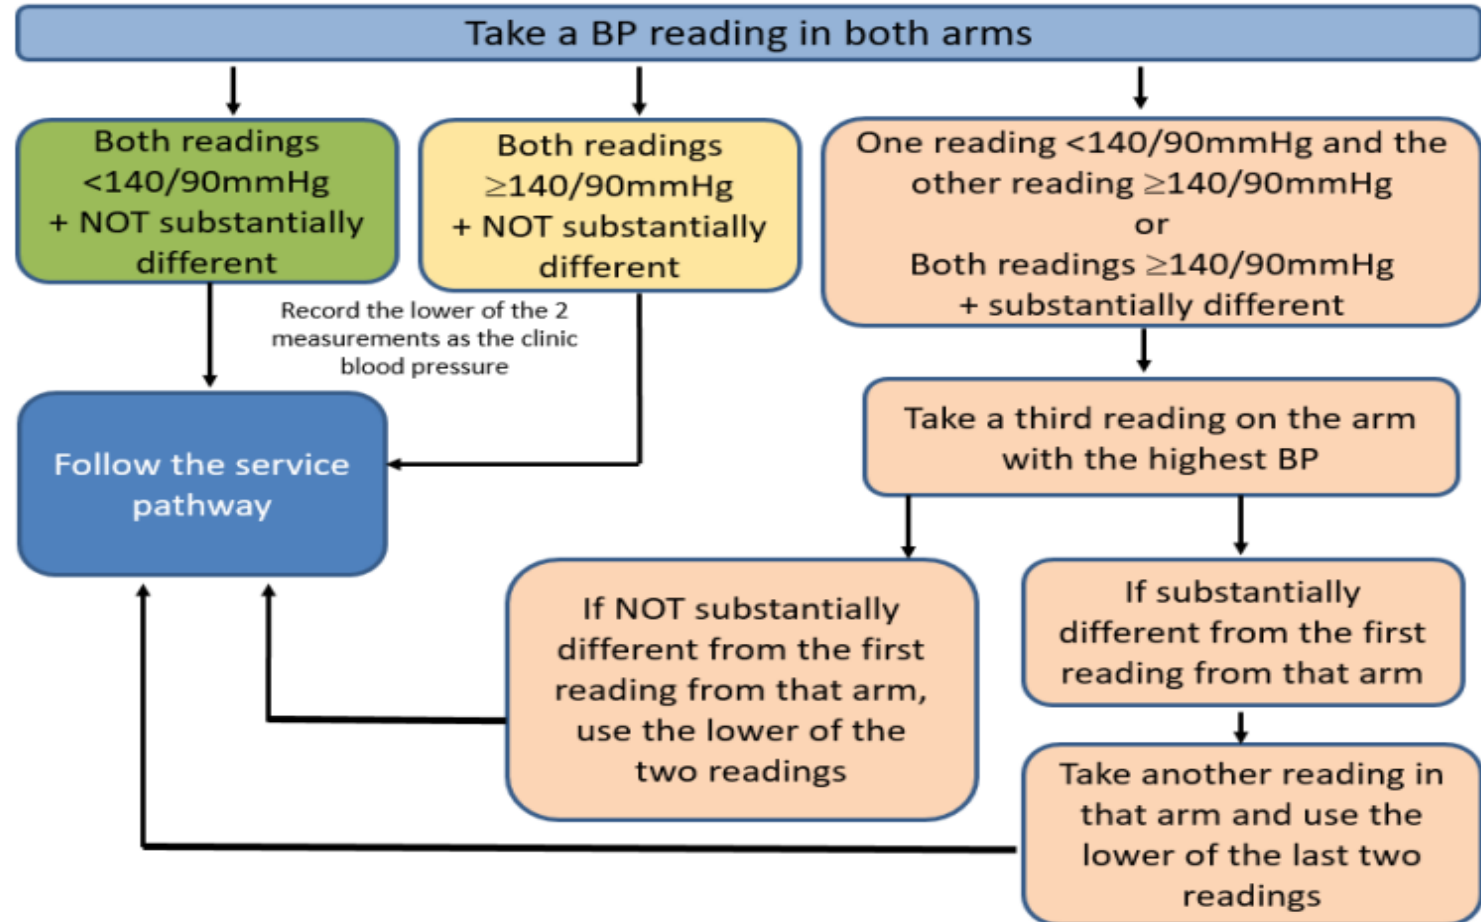 Take a BP reading in both arms
Both readings
<140/90mmHg
+ NOT substantially
different
Both readings
≥140/90mmHg
+ NOT substantially
different
One reading <140/90mmHg and the
other reading ≥140/90mmHg
or
Both readings ≥140/90mmHg
+ substantially different
Record the lower of the 2
measurements as the clinic
blood pressure
Follow the service
pathway
Take a third reading on the arm
with the highest BP
If NOT substantially
different from the first
reading from that arm,
use the lower of the
two readings
If substantially
different from the first
reading from that arm
Take another reading in
that arm and use the
lower of the last two
readings